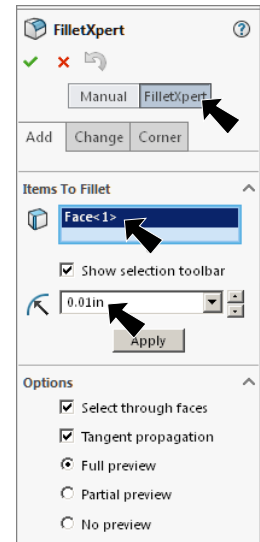 FilletXpert
Manual FilletXpert
Add Change Corner
Items To Fillet
Face<1>
Show selection toolbar
0.01in
Apply
Options
Select through faces
Tangent propagation
Full preview
Partial preview
No preview